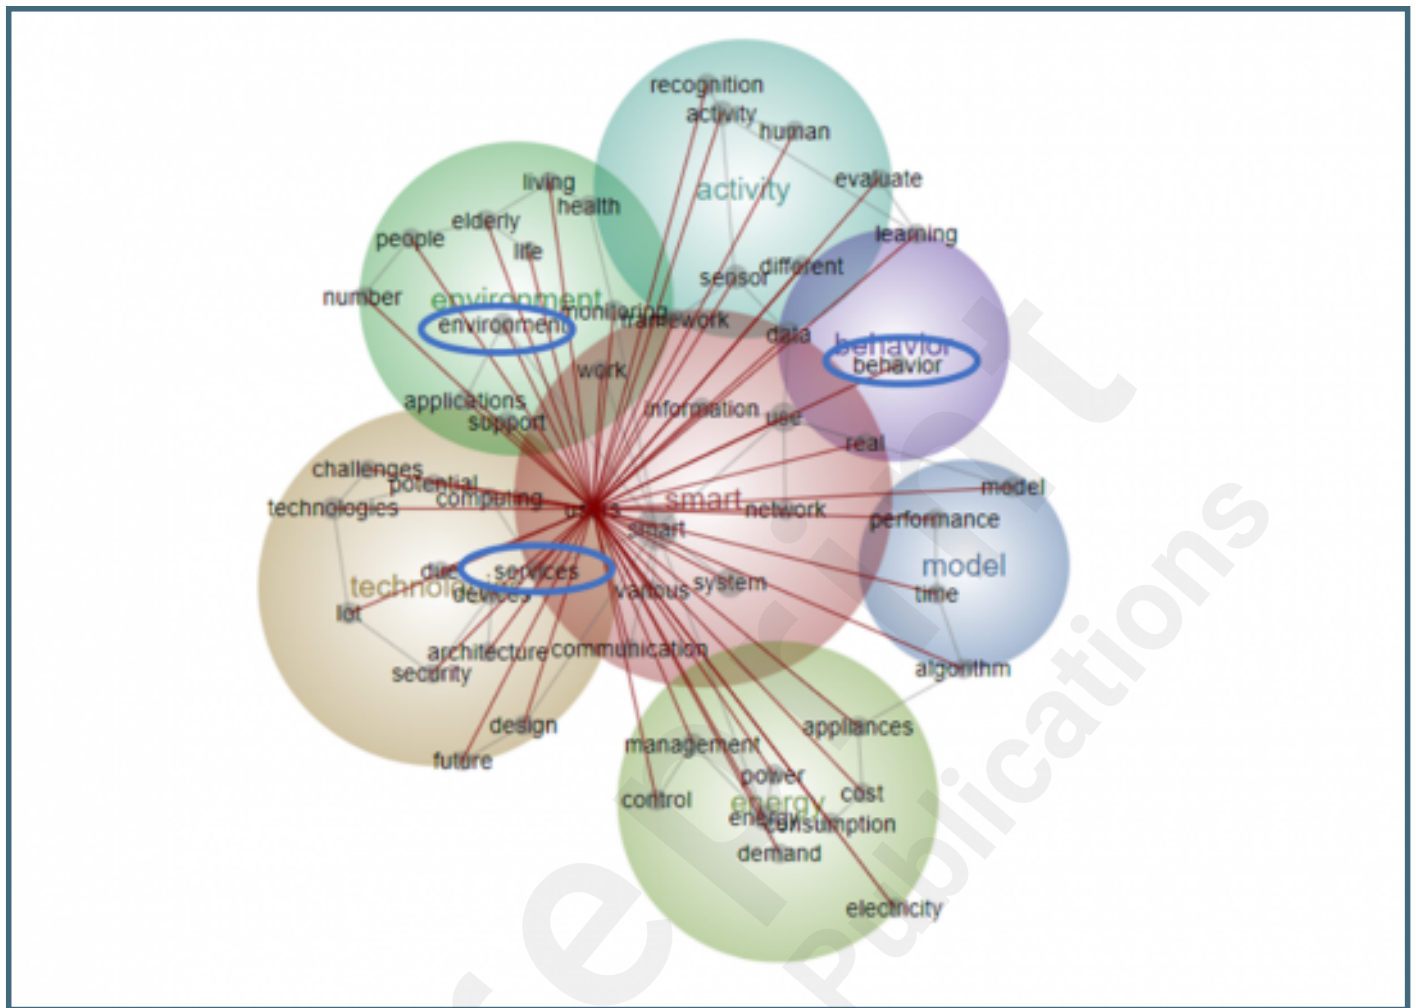 recognition
activity
human
activity
evaluate
living
health
elderly
people
life
learning
different
sensor
number
environment
environment
monitoring
framework
data
behavior
behavior
work
applications
information
support
use
real
challenges
potential
computing
technologies
model
smart
network
performance
smart
model
services
system
various
devices
time
lot
architecture
communication
security
algorithm
design
future
appliances
management
power
control
energy
cost
energy
consumption
demand
electricity
Publications